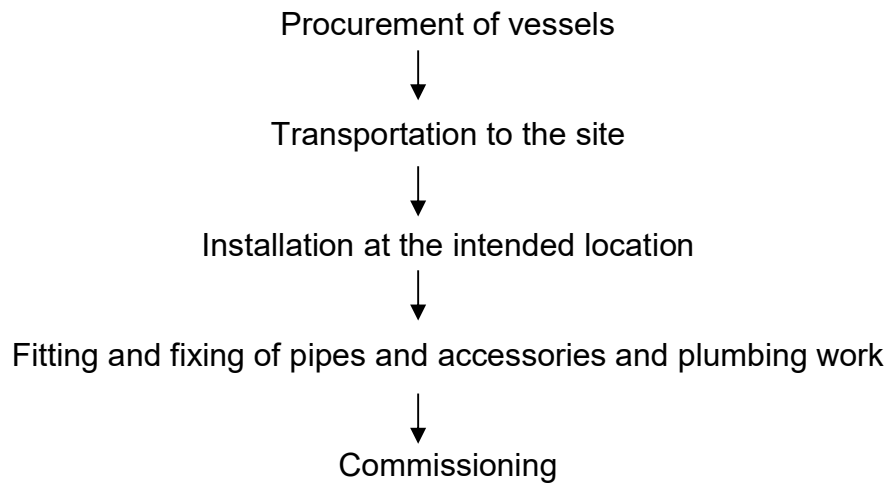 Procurement of vessels
Transportation to the site
Installation at the intended location
Fitting and fixing of pipes and accessories and plumbing work
Commissioning